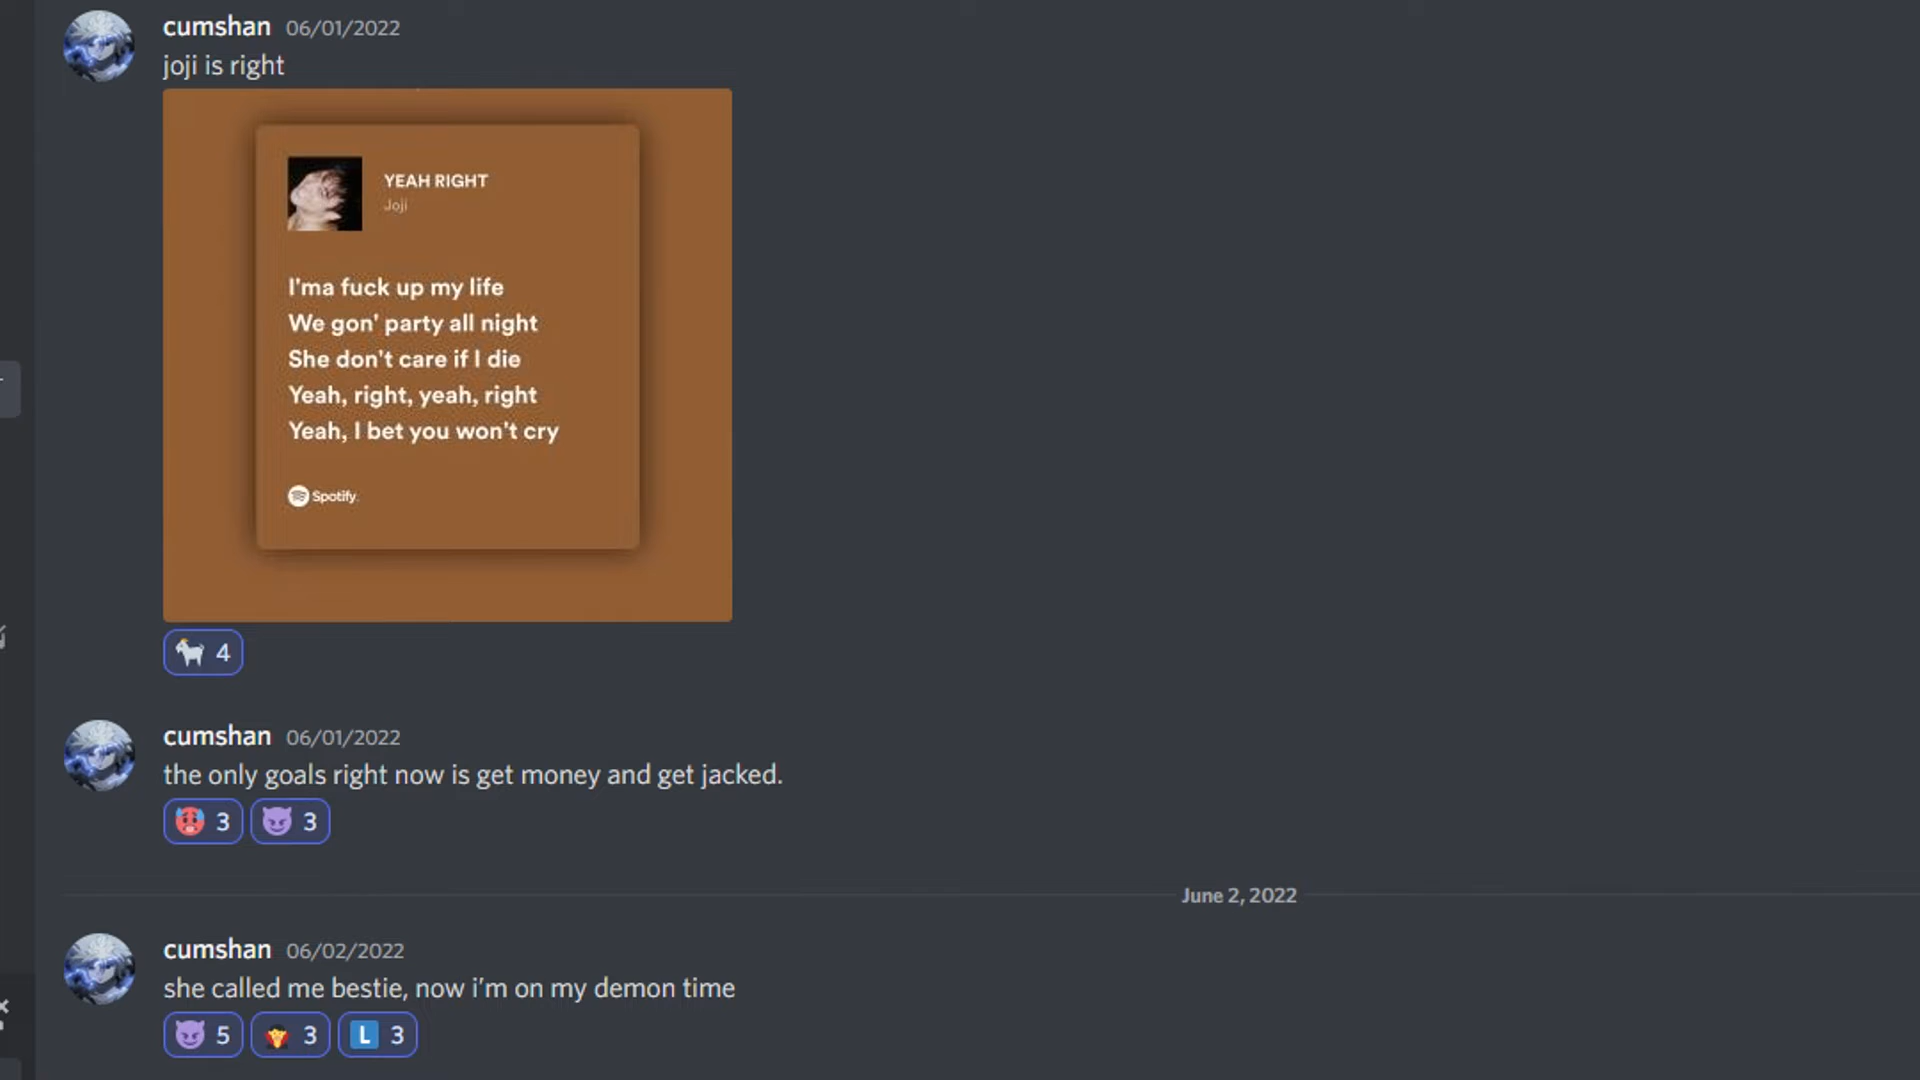 cumshan 06/01/2022
joji is right
YEAH RIGHT
Joji
I'ma fuck up my life
We gon' party all night
She don't care if I die
Yeah, right, yeah, right
Yeah, I bet you won't cry
Spotify
4
cumshan 06/01/2022
the only goals right now is get money and get jacked.
3 3
June 2, 2022
cumshan 06/02/2022
she called me bestie, now i’m on my demon time
5 3 L 3